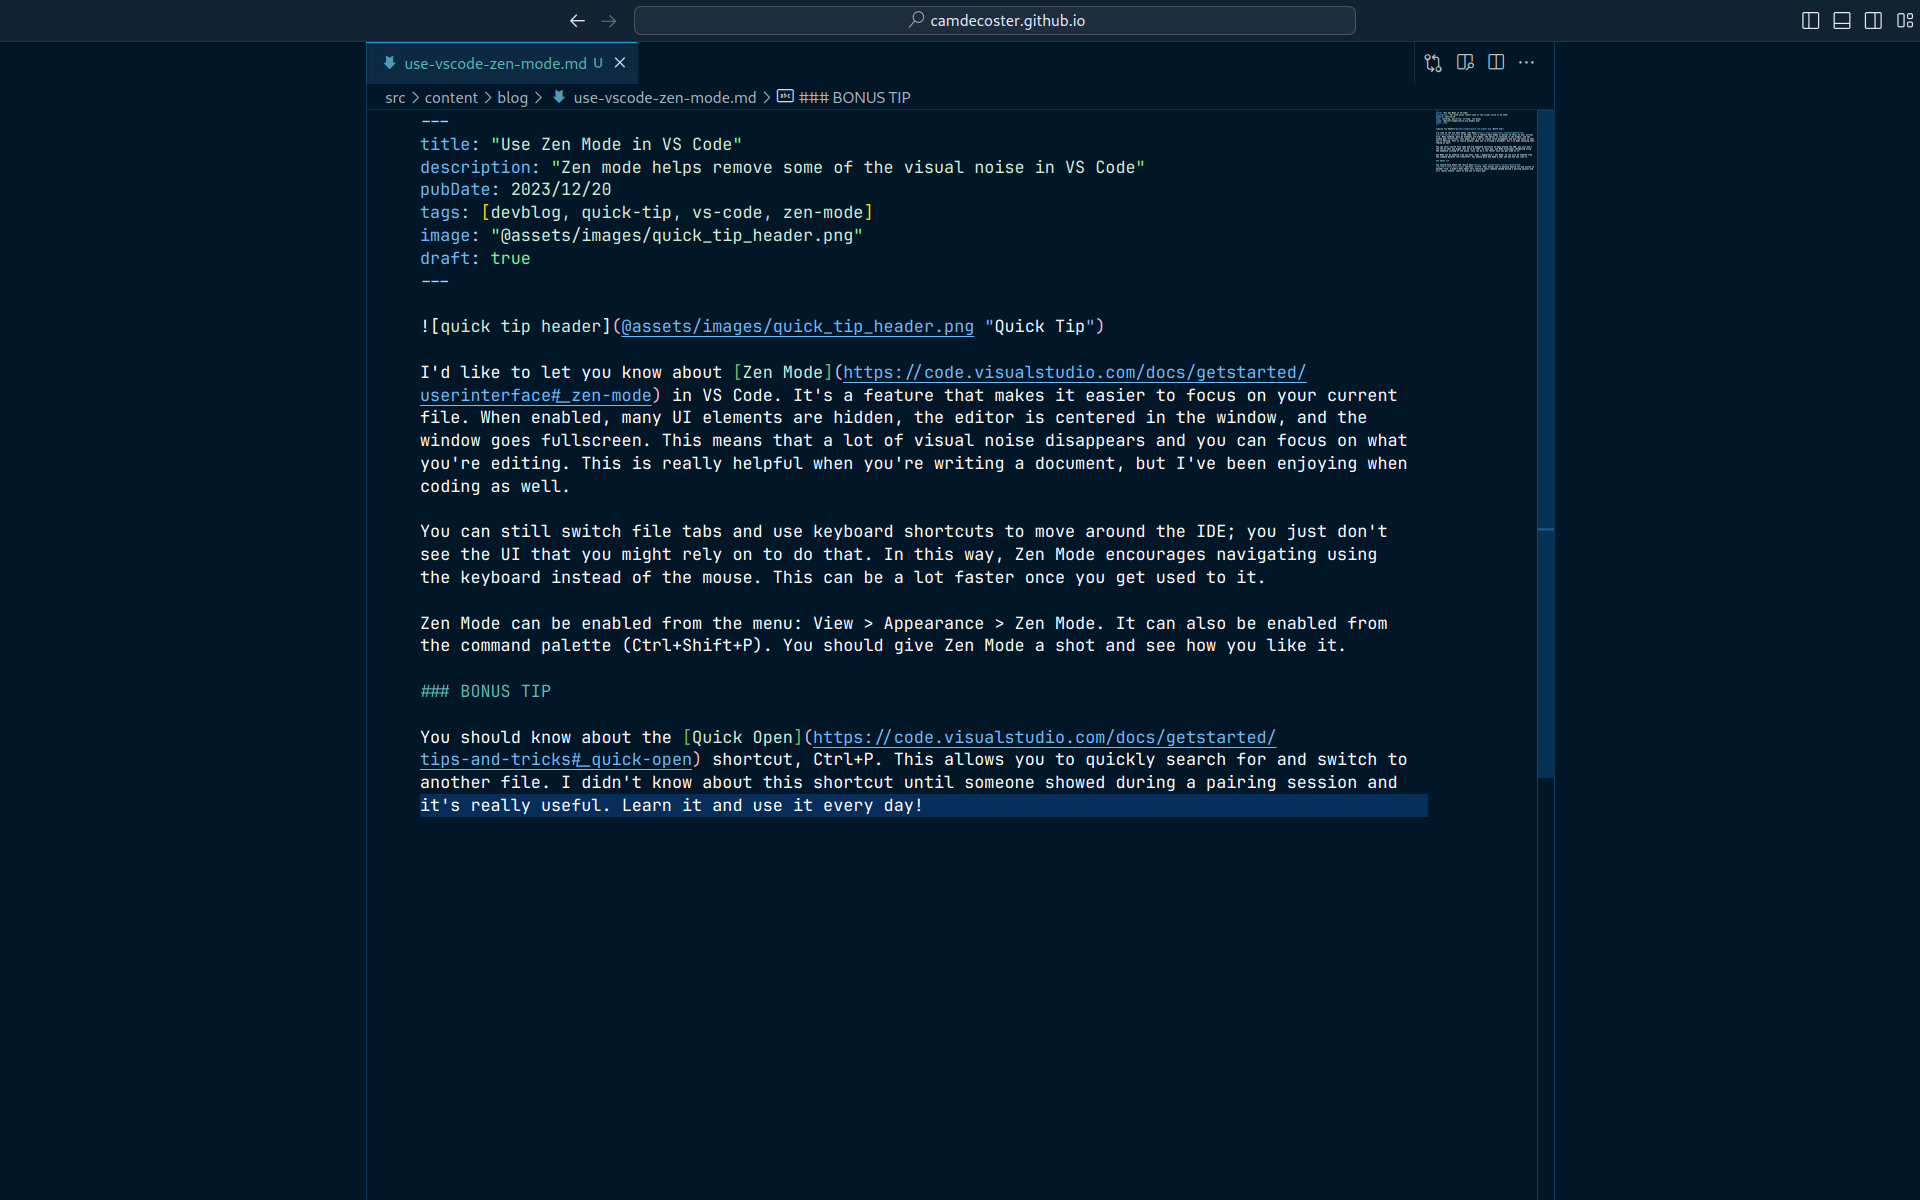 camdecoster.github.io
use-vscode-zen-mode.md U
src > content > blog > use-vscode-zen-mode.md > abc ### BONUS TIP
---
title: "Use Zen Mode in VS Code"
description: "Zen mode helps remove some of the visual noise in VS Code"
pubDate: 2023/12/20
tags: [devblog, quick-tip, vs-code, zen-mode]
image: "@assets/images/quick_tip_header.png"
draft: true
---
![quick tip header](@assets/images/quick_tip_header.png "Quick Tip")
I'd like to let you know about [Zen Mode](https://code.visualstudio.com/docs/getstarted/
userinterface#_zen-mode) in VS Code. It's a feature that makes it easier to focus on your current
file. When enabled, many UI elements are hidden, the editor is centered in the window, and the
window goes fullscreen. This means that a lot of visual noise disappears and you can focus on what
you're editing. This is really helpful when you're writing a document, but I've been enjoying when
coding as well.
You can still switch file tabs and use keyboard shortcuts to move around the IDE; you just don't
see the UI that you might rely on to do that. In this way, Zen Mode encourages navigating using
the keyboard instead of the mouse. This can be a lot faster once you get used to it.
Zen Mode can be enabled from the menu: View > Appearance > Zen Mode. It can also be enabled from
the command palette (Ctrl+Shift+P). You should give Zen Mode a shot and see how you like it.
### BONUS TIP
You should know about the [Quick Open](https://code.visualstudio.com/docs/getstarted/
tips-and-tricks#_quick-open) shortcut, Ctrl+P. This allows you to quickly search for and switch to
another file. I didn't know about this shortcut until someone showed during a pairing session and
it's really useful. Learn it and use it every day!